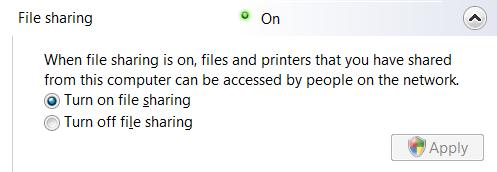 File sharing On
When file sharing is on, files and printers that you have shared
from this computer can be accessed by people on the network.
Turn on file sharing
Turn off file sharing
Apply